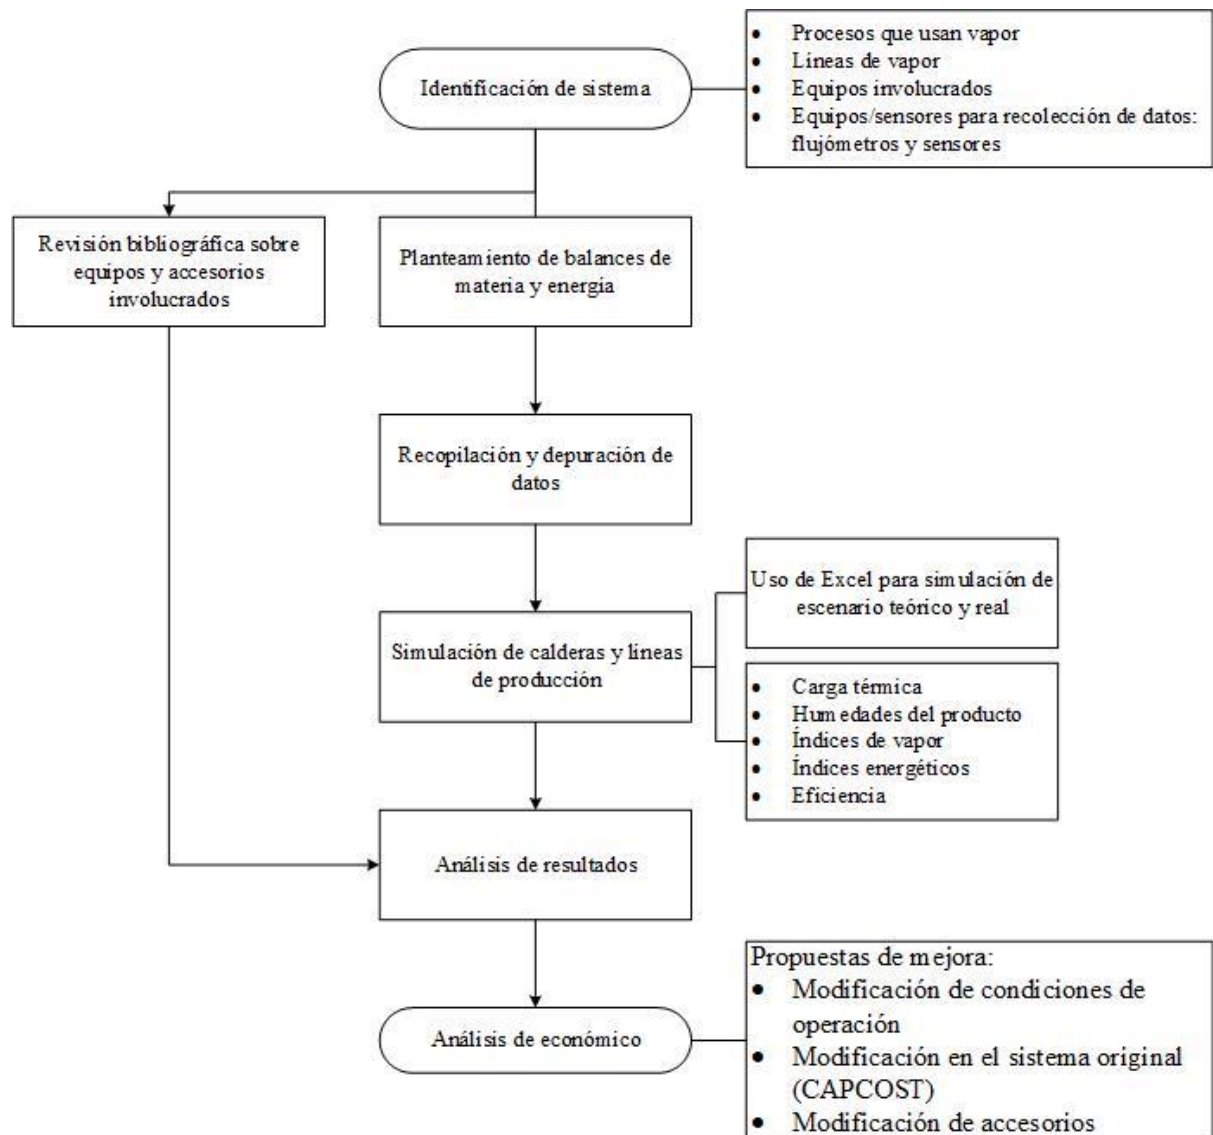 Identificación de sistema
• Procesos que usan vapor
• Líneas de vapor
• Equipos involucrados
• Equipos/sensores para recolección de datos:
flujómetros y sensores
Revisión bibliográfica sobre
equipos y accesorios
involucrados
Planteamiento de balances de
materia y energía
Recopilación y depuración de
datos
Simulación de calderas y líneas
de producción
Uso de Excel para simulación de
escenario teórico y real
• Carga térmica
• Humedades del producto
• Índices de vapor
• Índices energéticos
• Eficiencia
Análisis de resultados
Análisis de económico
Propuestas de mejora:
• Modificación de condiciones de
operación
• Modificación en el sistema original
(CAPCOST)
• Modificación de accesorios